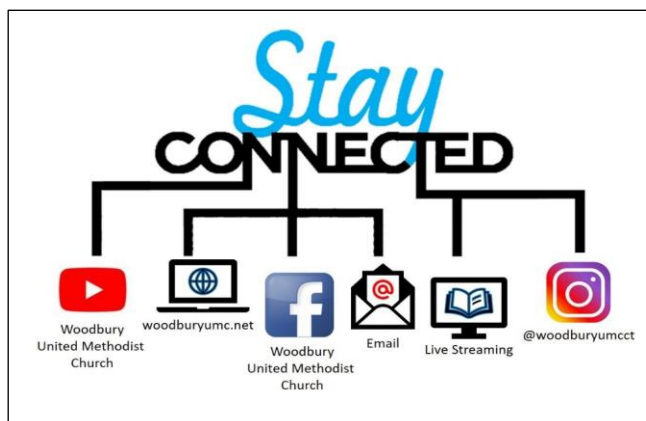 Stay
CONNECTED
Woodbury
United Methodist
Church
woodburyumc.net
Woodbury
United Methodist
Church
@
Email
Live Streaming
@woodburyumcct